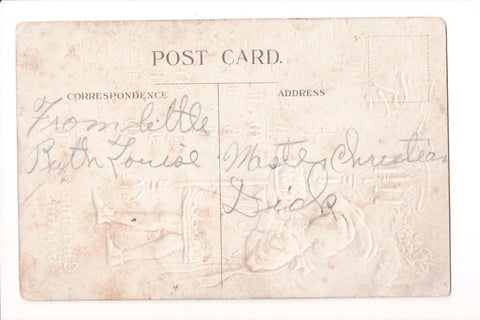 POST CARD.
CORRESPONDENCE
ADDRESS
From little
Ruth Louise
Master Christian
Dick